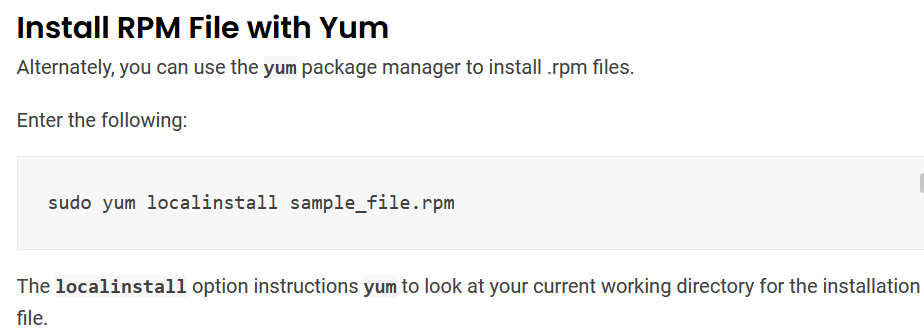 Install RPM File with Yum
Alternately, you can use the yum package manager to install .rpm files.
Enter the following:
sudo yum localinstall sample_file.rpm
The localinstall option instructions yum to look at your current working directory for the installation
file.